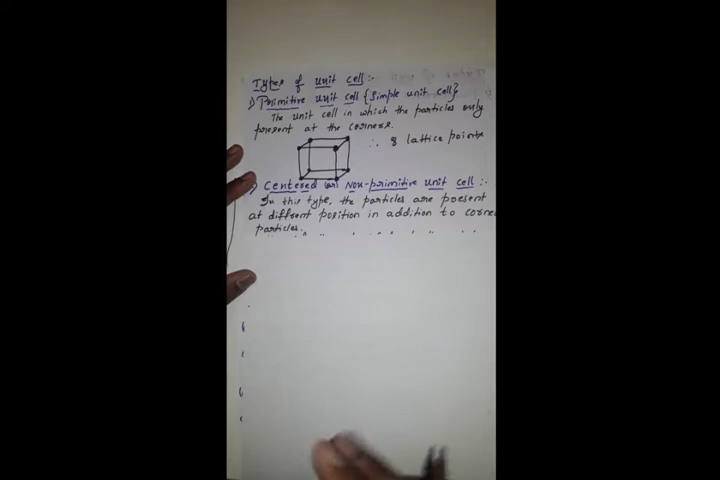 Types of Unit cell :-
1) Primitive unit cell {Simple unit cell}
The unit cell in which the particles only
present at the corners.
∴ 8 lattice points
Centered (or) Non-primitive unit cell :-
In this type, the particles are present
at diffrent position in addition to corner
particles.